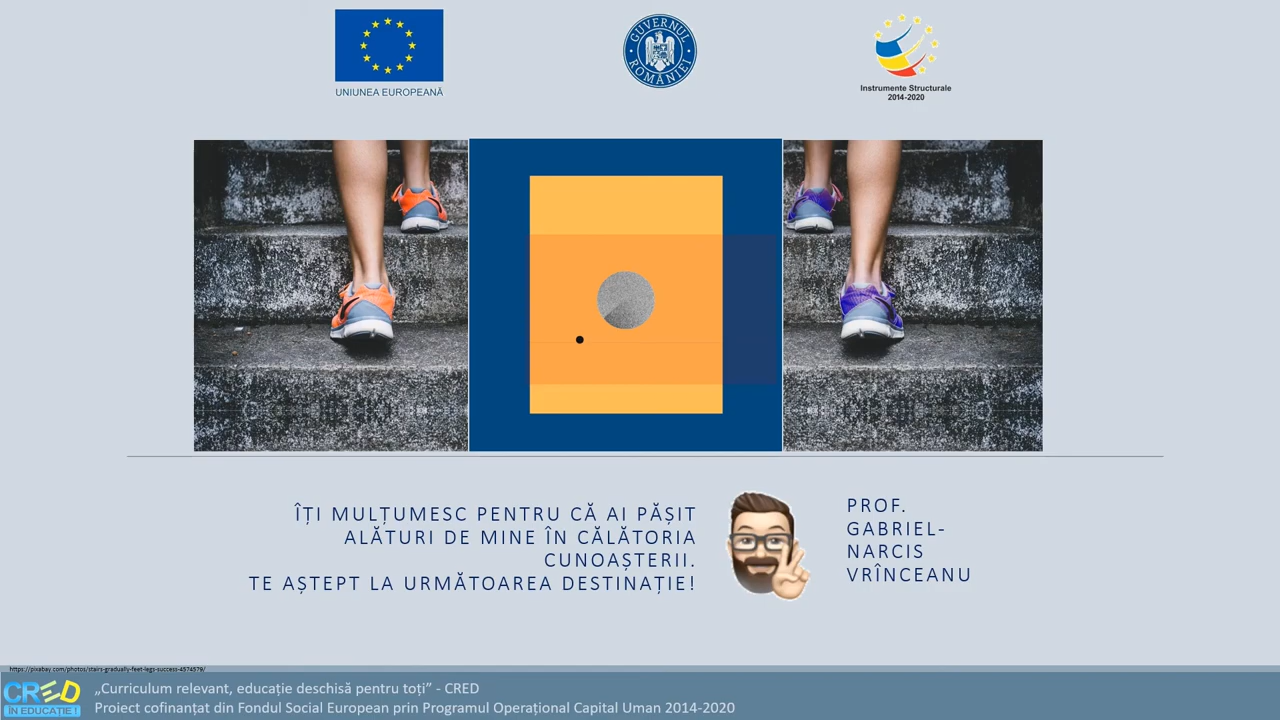 UNIUNEA EUROPEANĂ
GUVERNUL ROMÂNIEI
Instrumente Structurale
2014-2020
ÎȚI MULȚUMESC PENTRU CĂ AI PĂȘIT
ALĂTURI DE MINE ÎN CĂLĂTORIA
CUNOAȘTERII.
TE AȘTEPT LA URMĂTOAREA DESTINAȚIE!
PROF.
GABRIEL-
NARCIS
VRÎNCEANU
https://pixabay.com/photos/stairs-gradually-feet-legs-success-4574579/
CRED
ÎN EDUCAȚIE !
„Curriculum relevant, educație deschisă pentru toți” - CRED
Proiect cofinanțat din Fondul Social European prin Programul Operațional Capital Uman 2014-2020